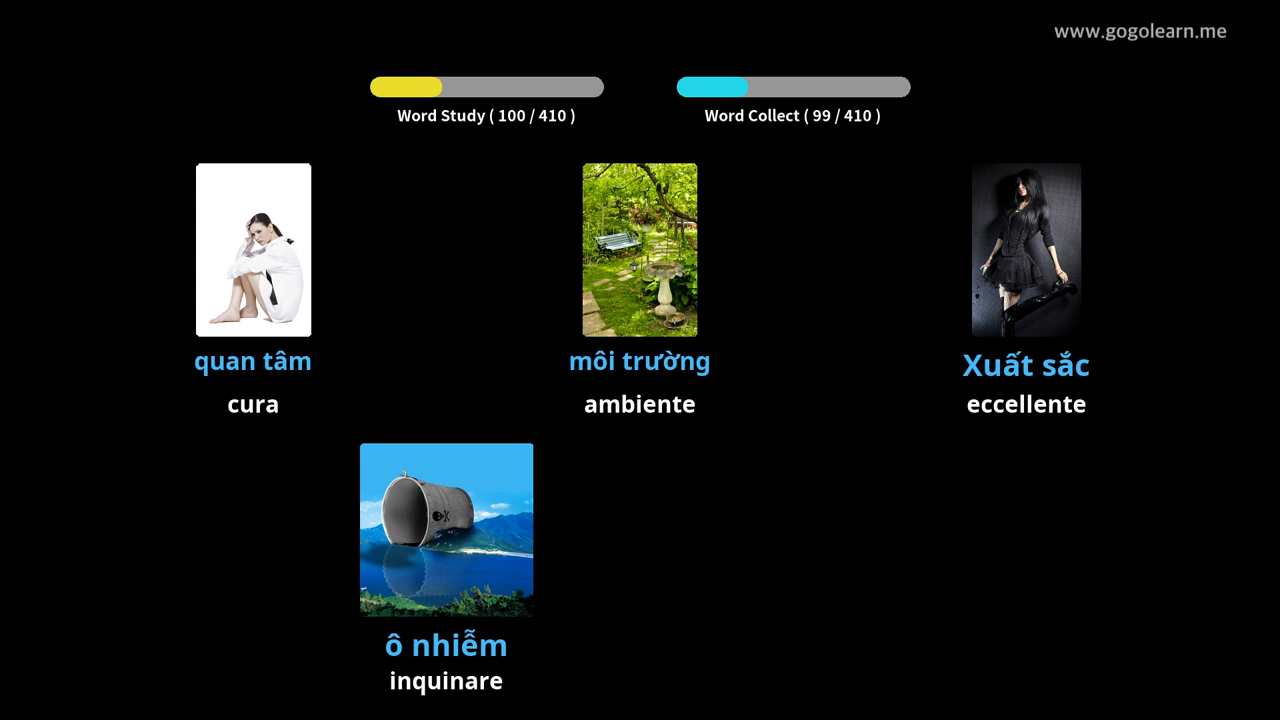 www.gogolearn.me
Word Study ( 100 / 410 )
Word Collect ( 99 / 410 )
quan tâm
cura
môi trường
ambiente
Xuất sắc
eccellente
ô nhiễm
inquinare